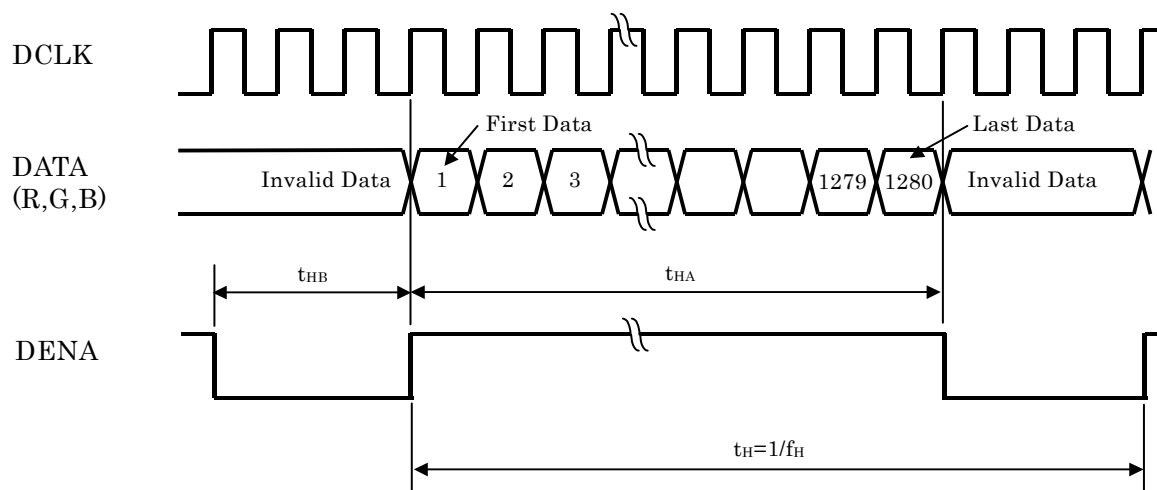 DCLK
First Data
Last Data
DATA
(R,G,B)
Invalid Data
1
2
3
1279
1280
Invalid Data
tHB
tHA
DENA
tH=1/fH